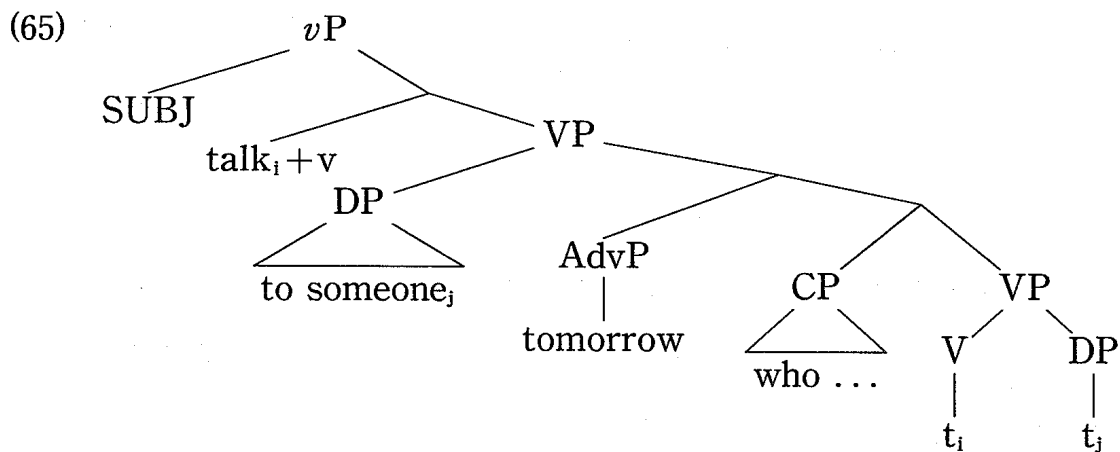 (65)
vP
SUBJ
talkᵢ+v
VP
DP
to someoneⱼ
AdvP
tomorrow
CP
VP
who ...
V
DP
tᵢ
tⱼ